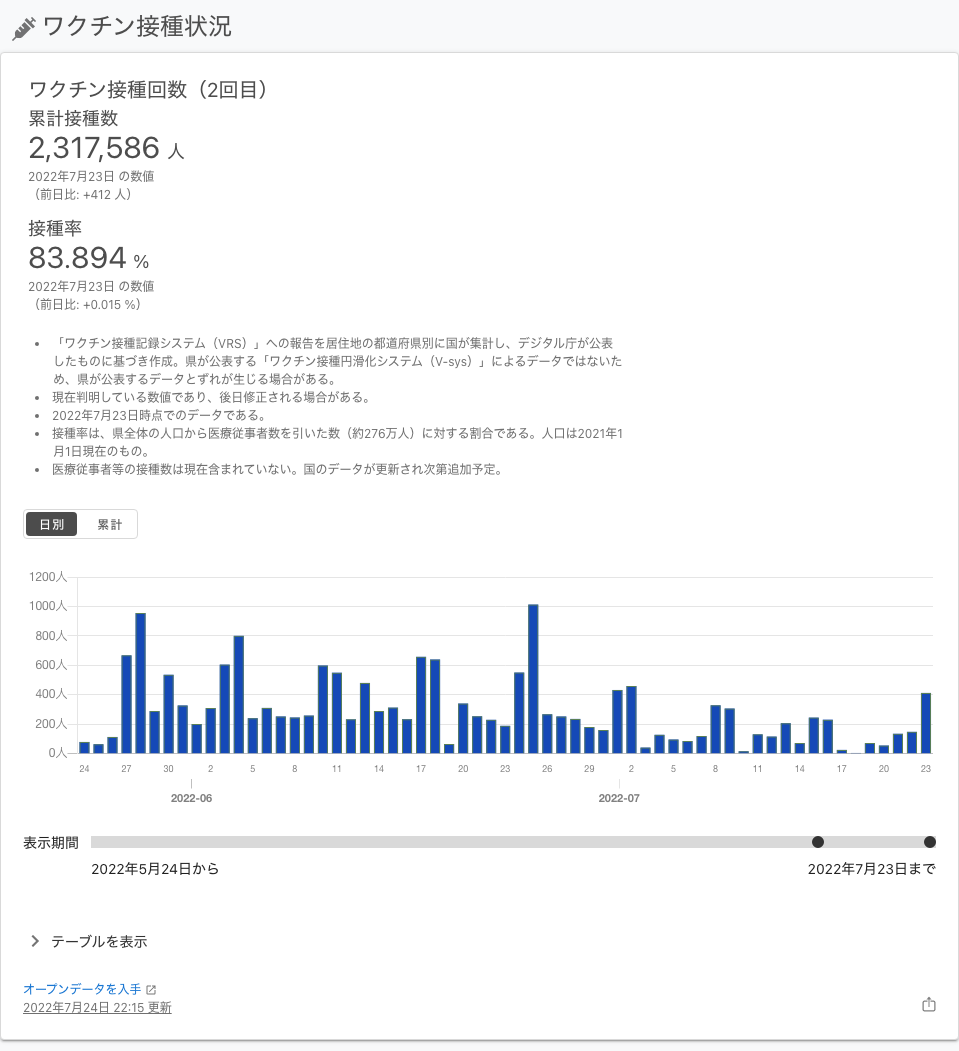 ワクチン接種状況
ワクチン接種回数（2回目）
累計接種数
2,317,586 人
2022年7月23日 の数値
（前日比: +412 人）
接種率
83.894 %
2022年7月23日 の数値
（前日比: +0.015 %）
• 「ワクチン接種記録システム（VRS）」への報告を居住地の都道府県別に国が集計し、デジタル庁が公表
したものに基づき作成。県が公表する「ワクチン接種円滑化システム（V-sys）」によるデータではないた
め、県が公表するデータとずれが生じる場合がある。
• 現在判明している数値であり、後日修正される場合がある。
• 2022年7月23日時点でのデータである。
• 接種率は、県全体の人口から医療従事者数を引いた数（約276万人）に対する割合である。人口は2021年1
月1日現在のもの。
• 医療従事者等の接種数は現在含まれていない。国のデータが更新され次第追加予定。
日別 累計
1200人
1000人
800人
600人
400人
200人
0人
24 27 30 2 5 8 11 14 17 20 23 26 29 2 5 8 11 14 17 20 23
2022-06 2022-07
表示期間
2022年5月24日から 2022年7月23日まで
テーブルを表示
オープンデータを入手
2022年7月24日 22:15 更新